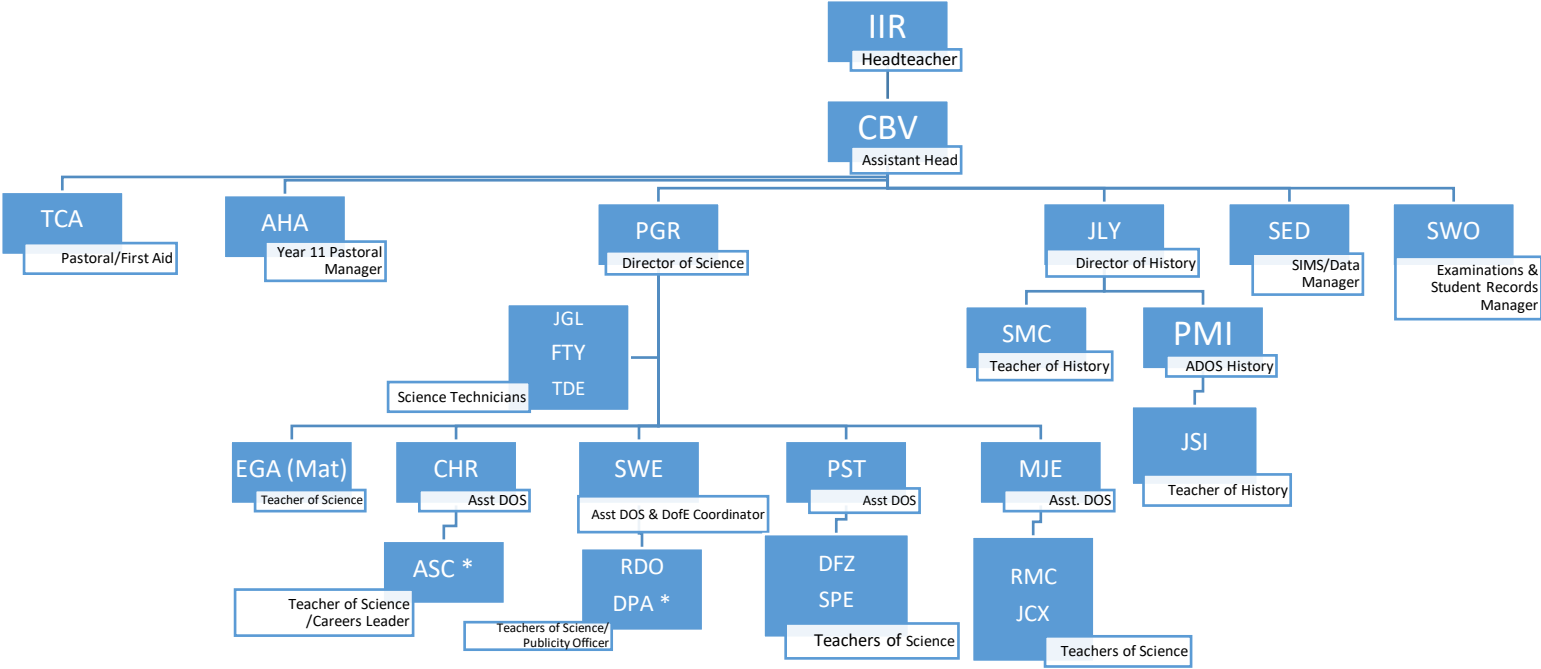 IIR
Headteacher
CBV
Assistant Head
TCA
Pastoral/First Aid
AHA
Year 11 Pastoral
Manager
PGR
Director of Science
JLY
Director of History
SED
SIMS/Data
Manager
SWO
Examinations &
Student Records
Manager
JGL
FTY
TDE
Science Technicians
SMC
Teacher of History
PMI
ADOS History
JSI
Teacher of History
EGA (Mat)
Teacher of Science
CHR
Asst DOS
SWE
Asst DOS & DofE Coordinator
PST
Asst DOS
MJE
Asst. DOS
ASC *
Teacher of Science
/Careers Leader
RDO
DPA *
Teachers of Science/
Publicity Officer
DFZ
SPE
Teachers of Science
RMC
JCX
Teachers of Science